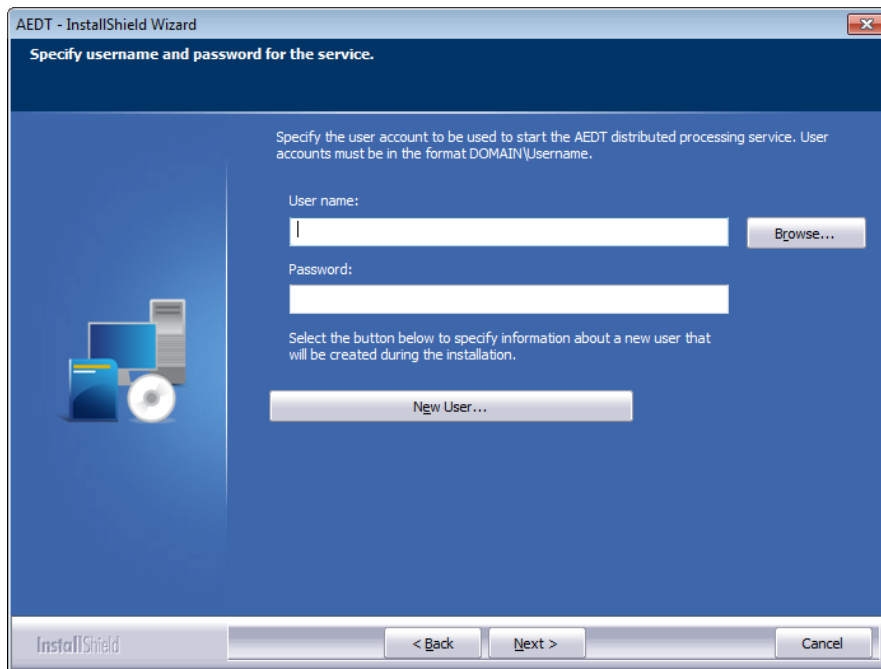 AEDT - InstallShield Wizard
Specify username and password for the service.
Specify the user account to be used to start the AEDT distributed processing service. User
accounts must be in the format DOMAIN\Username.
User name:
Browse...
Password:
Select the button below to specify information about a new user that
will be created during the installation.
New User...
InstallShield
< Back
Next >
Cancel